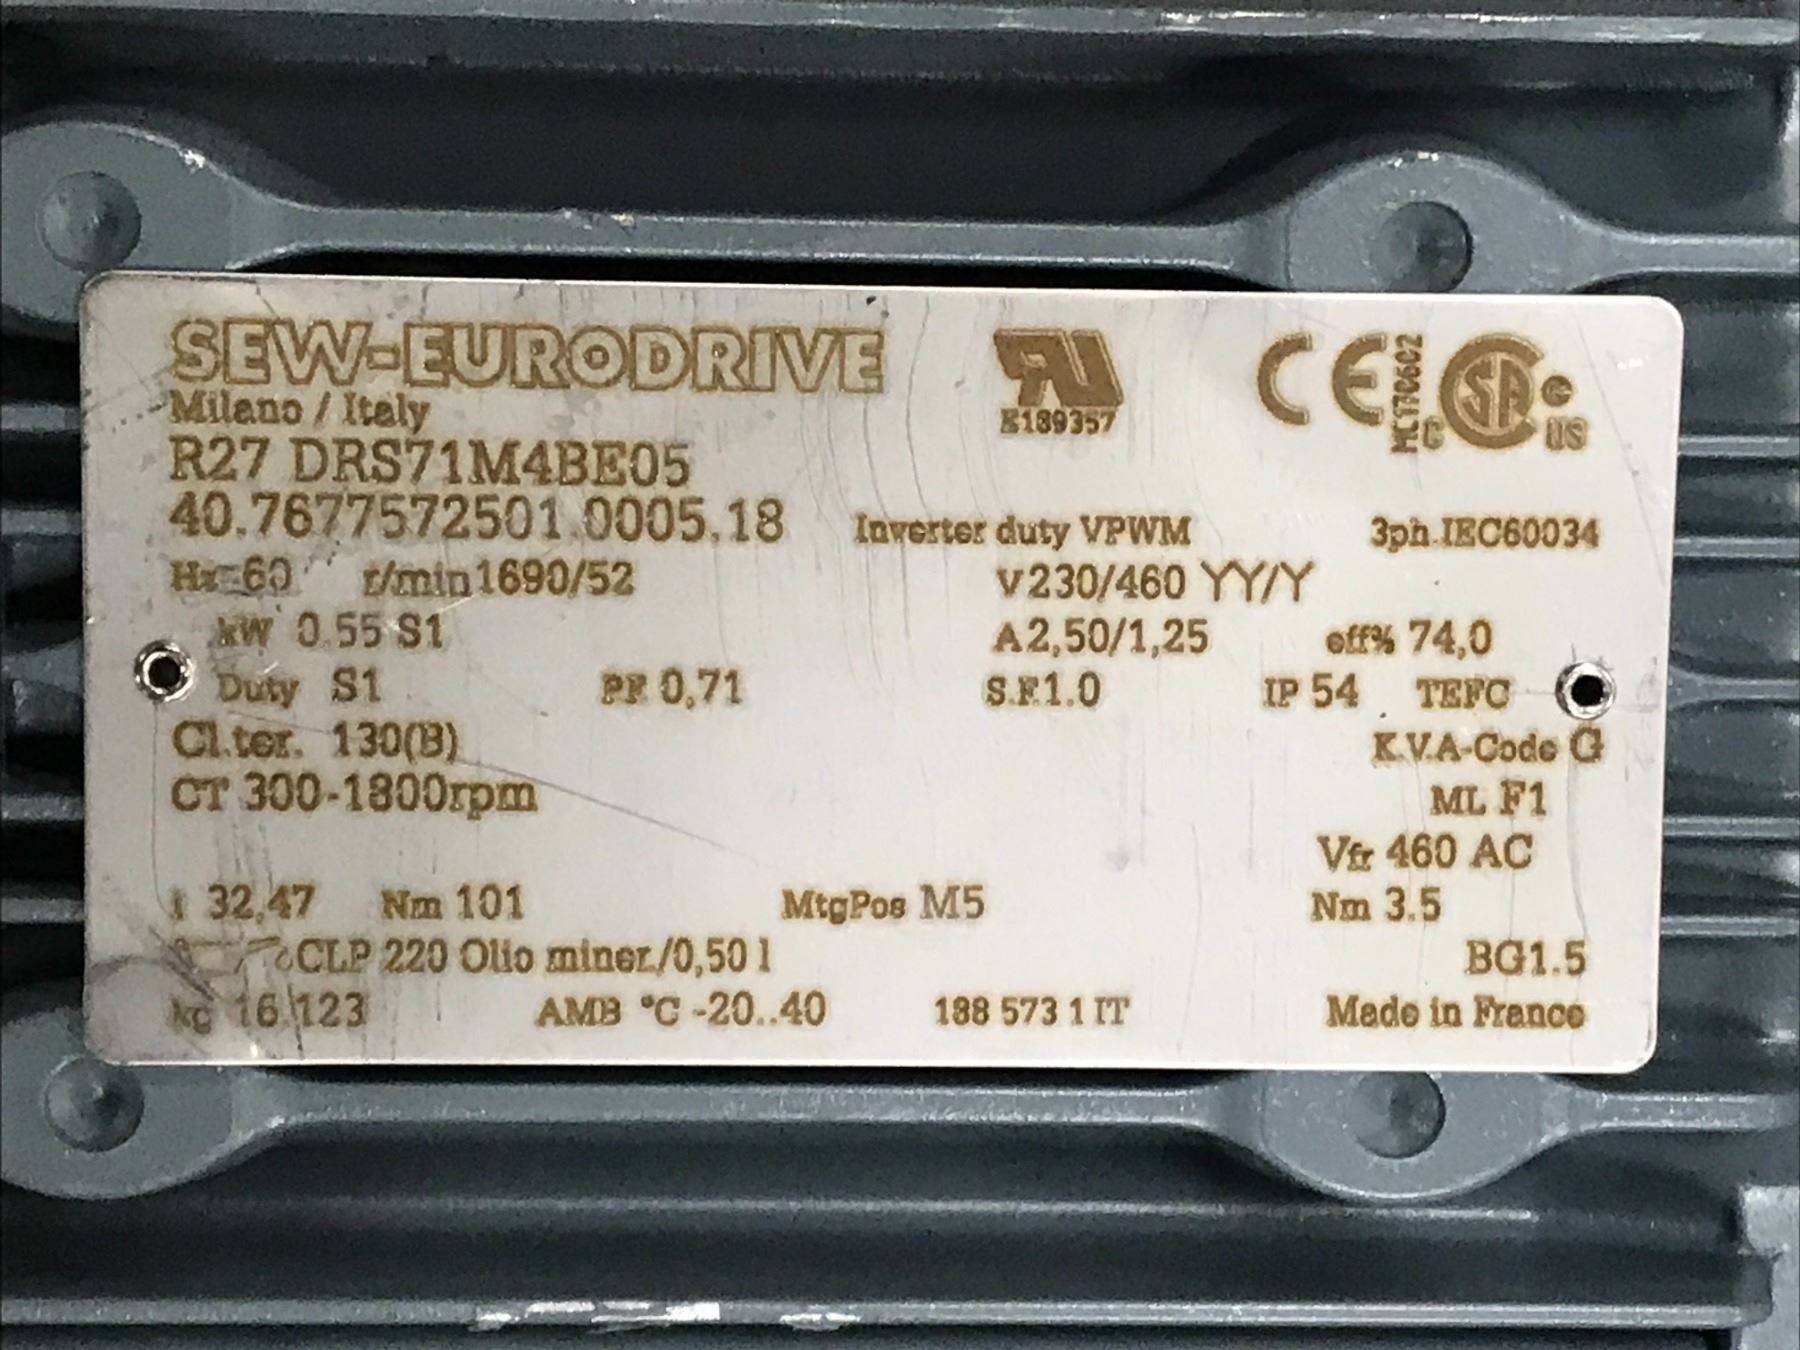 SEW-EURODRIVE
Milano / Italy
E189357
CE
MC170602
C SA US
R27 DRS71M4BE05
40.7677572501.0005.18 Inverter duty VPWM 3ph IEC60034
Hz 60 r/min 1690/52 V 230/460 YY/Y
kW 0.55 S1 A 2,50/1,25 eff% 74,0
Duty S1 P.F. 0,71 S.F.1.0 IP 54 TEFC
Cl.ter. 130(B) K.V.A-Code G
CT 300-1800rpm ML F1
Vfr 460 AC
i 32,47 Nm 101 MtgPos M5 Nm 3.5
CLP 220 Olio miner./0,50 l BG1.5
kg 16.123 AMB °C -20..40 188 573 1 IT Made in France